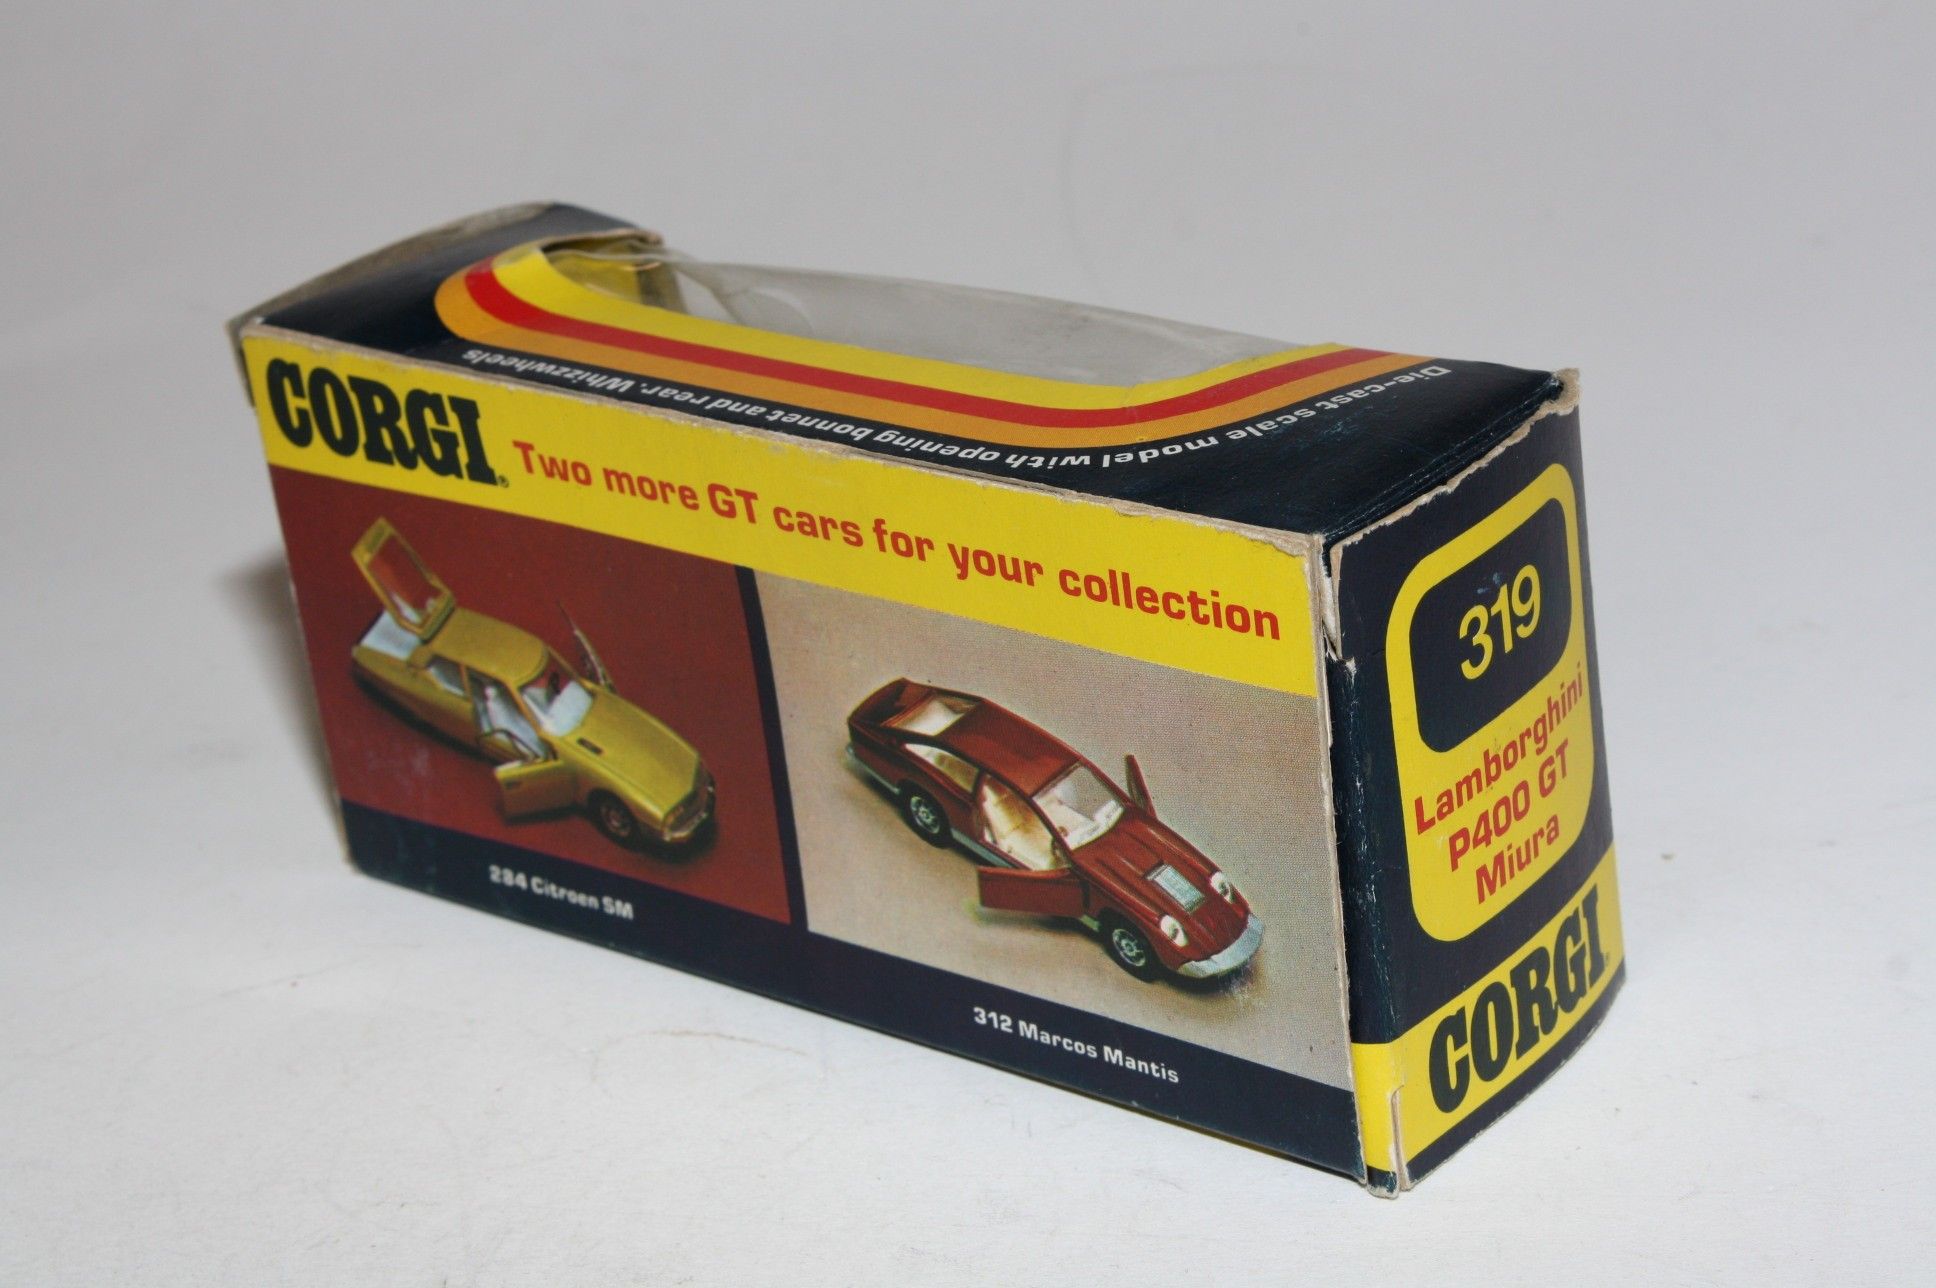 Die-cast scale model with opening bonnet and rear. Whizzwheels
CORGI®
Two more GT cars for your collection
284 Citroen SM
312 Marcos Mantis
319
Lamborghini
P400 GT
Miura
CORGI